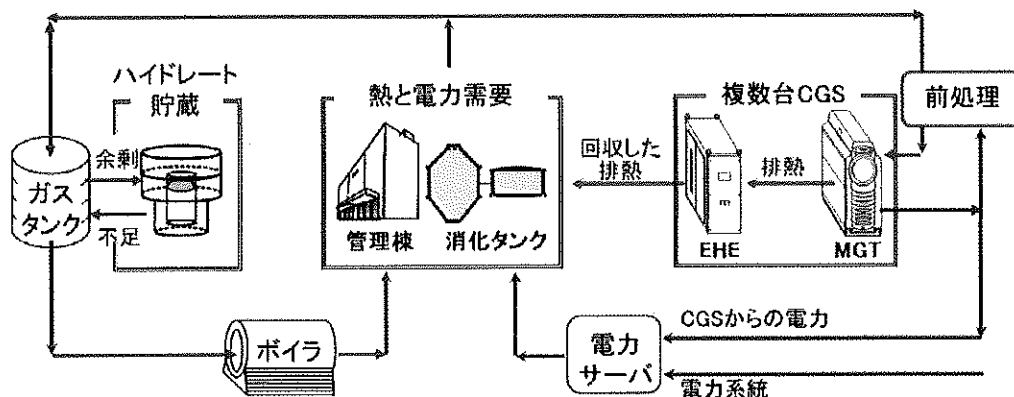 ハイドレート
貯蔵
余剰
ガス
タンク
不足
熱と電力需要
管理棟
消化タンク
回収した
排熱
複数台CGS
排熱
EHE
MGT
前処理
ボイラ
電力
サーバ
CGSからの電力
電力系統